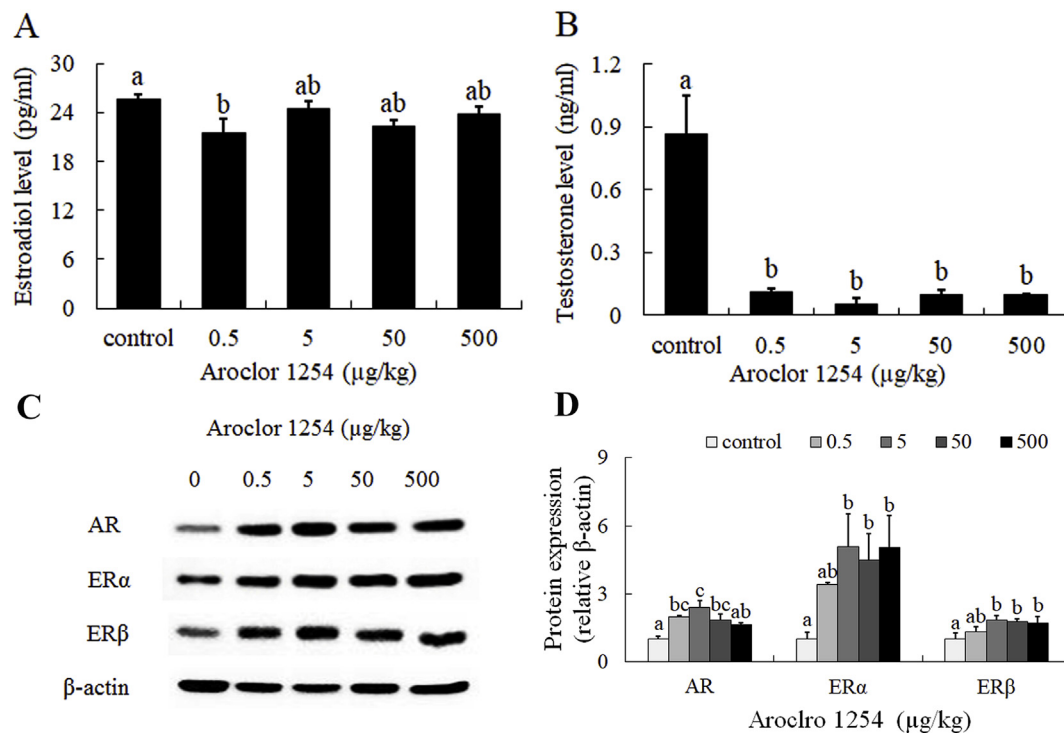 A
Estroadiol level (pg/ml)
30
24
18
12
6
0
a
b
ab
ab
ab
control 0.5 5 50 500
Aroclor 1254 (µg/kg)
B
Testosterone level (ng/ml)
1.2
0.9
0.6
0.3
0
a
b
b
b
b
control 0.5 5 50 500
Aroclor 1254 (µg/kg)
C
Aroclor 1254 (µg/kg)
0 0.5 5 50 500
AR
ERα
ERβ
β-actin
D
control 0.5 5 50 500
Protein expression
(relative β-actin)
9
6
3
0
a bc c bc ab
a ab b b b
a ab b b b
AR ERα ERβ
Aroclro 1254 (µg/kg)